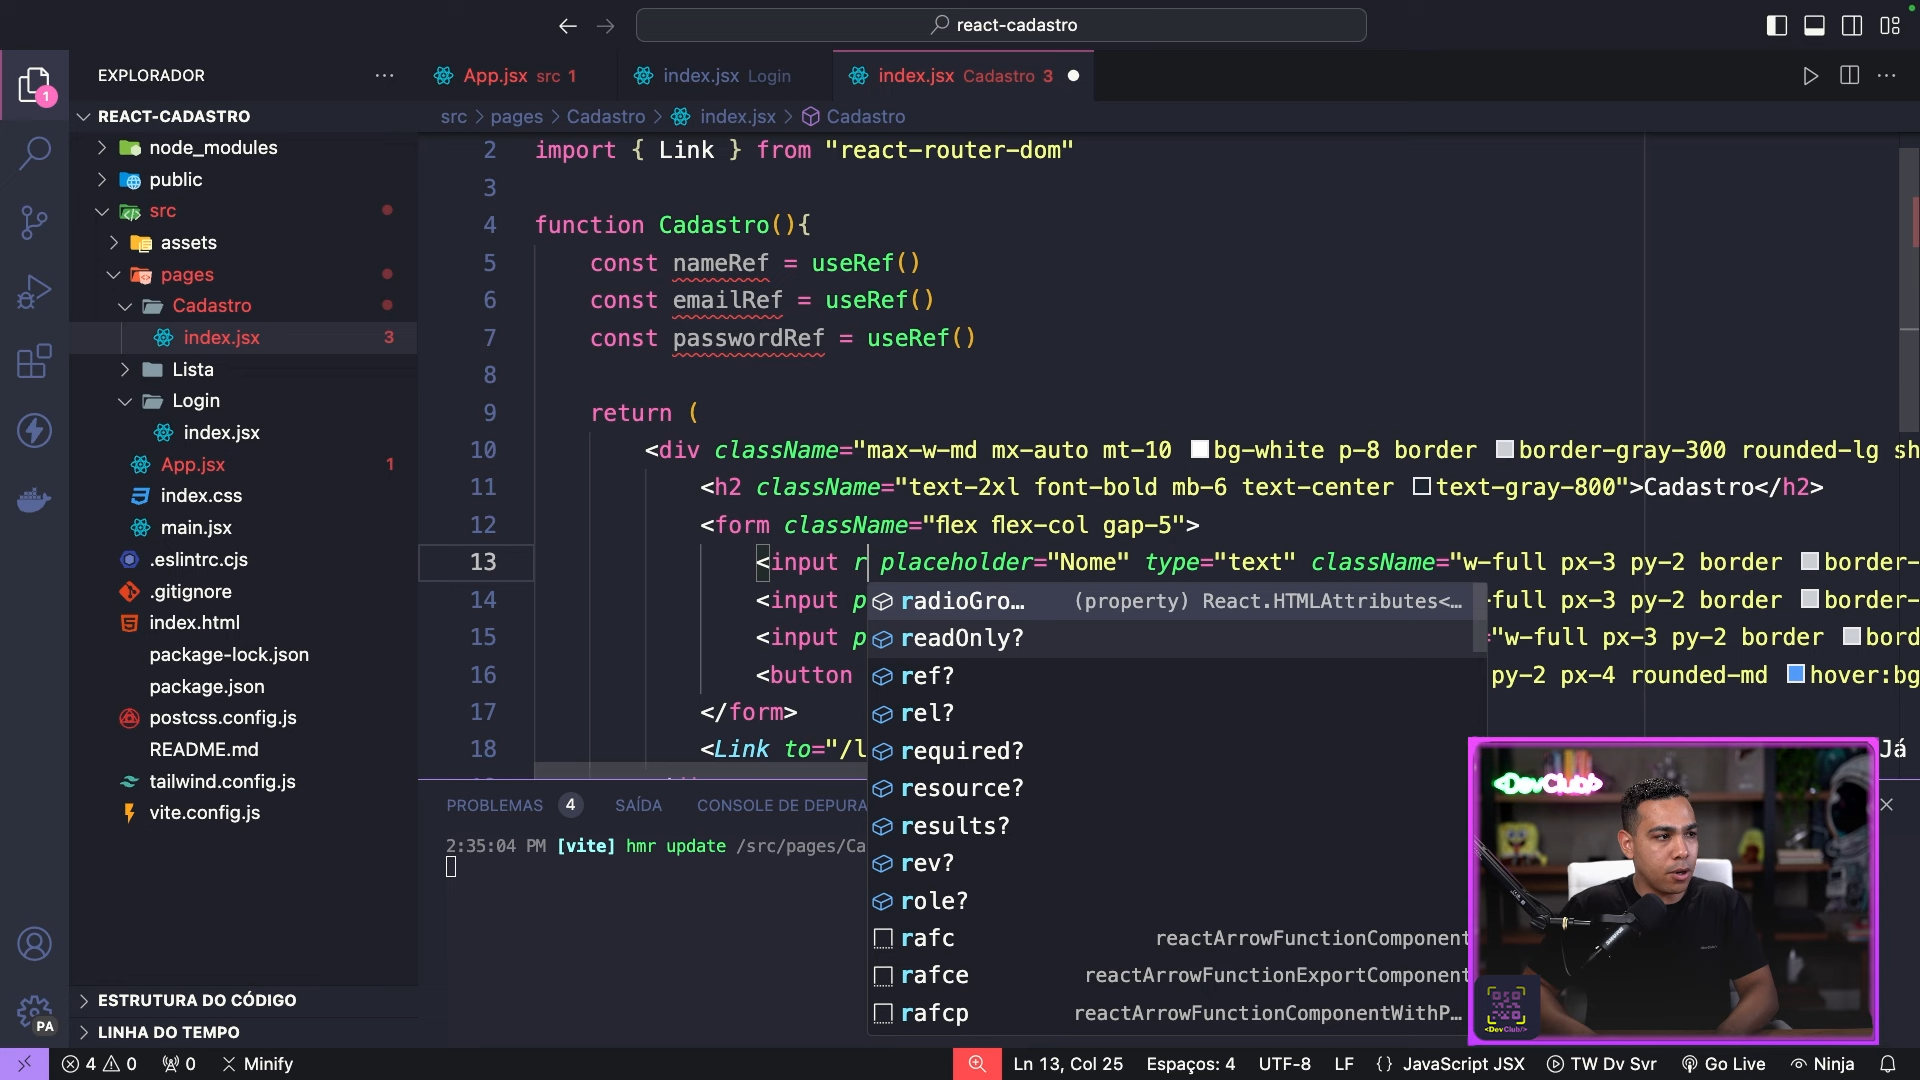 react-cadastro
EXPLORADOR
App.jsx src 1
index.jsx Login
index.jsx Cadastro 3
1
REACT-CADASTRO
src > pages > Cadastro > index.jsx > Cadastro
node_modules
public
src
assets
pages
Cadastro
index.jsx 3
Lista
Login
index.jsx
App.jsx 1
index.css
main.jsx
.eslintrc.cjs
.gitignore
index.html
package-lock.json
package.json
postcss.config.js
README.md
tailwind.config.js
vite.config.js
ESTRUTURA DO CÓDIGO
LINHA DO TEMPO
PA
2 import { Link } from "react-router-dom"
3
4 function Cadastro(){
5 const nameRef = useRef()
6 const emailRef = useRef()
7 const passwordRef = useRef()
8
9 return (
10 <div className="max-w-md mx-auto mt-10 bg-white p-8 border border-gray-300 rounded-lg sh
11 <h2 className="text-2xl font-bold mb-6 text-center text-gray-800">Cadastro</h2>
12 <form className="flex flex-col gap-5">
13 <input r placeholder="Nome" type="text" className="w-full px-3 py-2 border border-
14 <input p -full px-3 py-2 border border-
15 <input p ="w-full px-3 py-2 border bord
16 <button py-2 px-4 rounded-md hover:bg
17 </form>
18 <Link to="/l Já
radioGro… (property) React.HTMLAttributes<…
readOnly?
ref?
rel?
required?
resource?
results?
rev?
role?
rafc reactArrowFunctionComponent
rafce reactArrowFunctionExportComponent
rafcp reactArrowFunctionComponentWithP…
PROBLEMAS 4 SAÍDA CONSOLE DE DEPURA
2:35:04 PM [vite] hmr update /src/pages/Ca
<DevClub/>
<DevClub/>
4 0 0 Minify
Ln 13, Col 25 Espaços: 4 UTF-8 LF {} JavaScript JSX TW Dv Svr Go Live Ninja